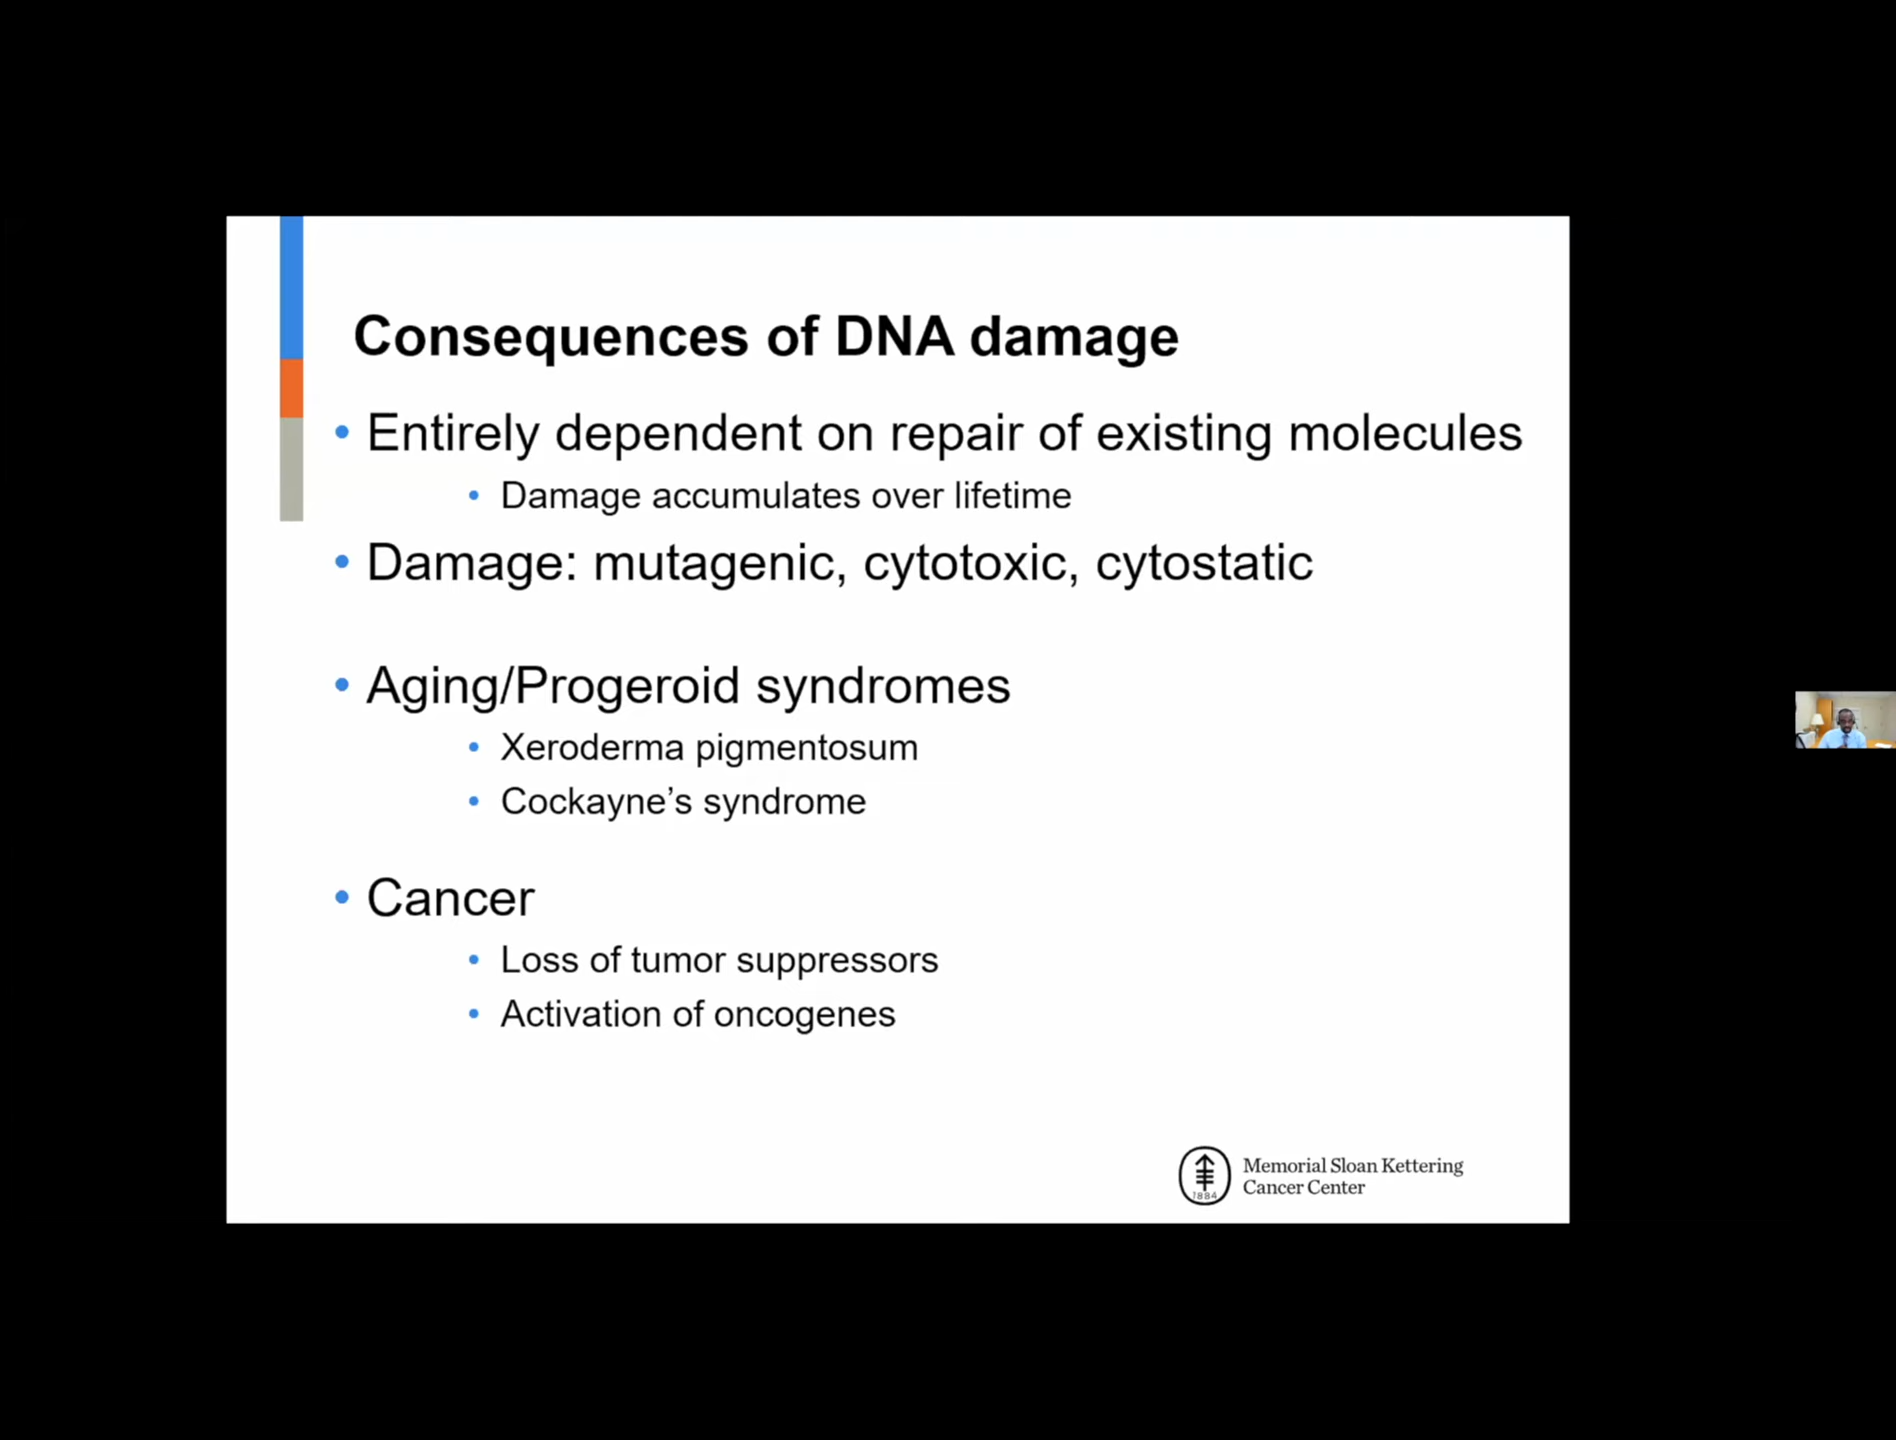 Consequences of DNA damage
• Entirely dependent on repair of existing molecules
• Damage accumulates over lifetime
• Damage: mutagenic, cytotoxic, cytostatic
• Aging/Progeroid syndromes
• Xeroderma pigmentosum
• Cockayne’s syndrome
• Cancer
• Loss of tumor suppressors
• Activation of oncogenes
1884
Memorial Sloan Kettering
Cancer Center